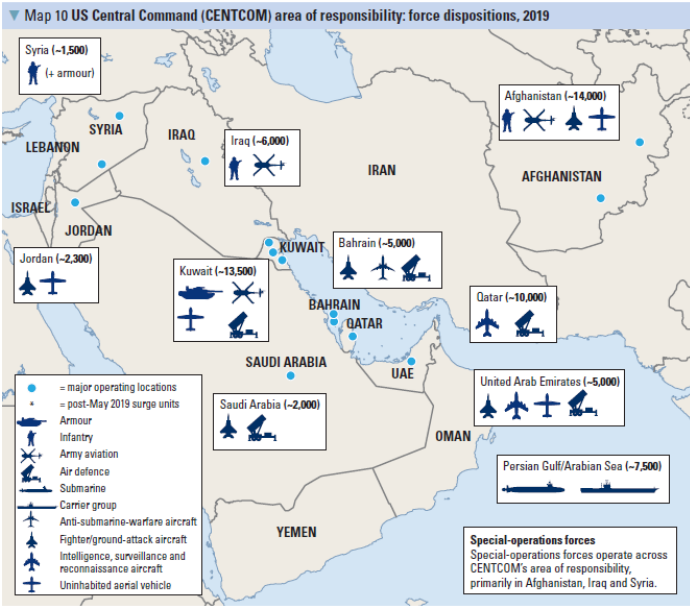 ▼ Map 10 US Central Command (CENTCOM) area of responsibility: force dispositions, 2019
Syria (~1,500)
(+ armour)
Afghanistan (~14,000)
SYRIA
IRAQ
LEBANON
Iraq (~6,000)
IRAN
AFGHANISTAN
ISRAEL
JORDAN
KUWAIT
Bahrain (~5,000)
Jordan (~2,300)
Kuwait (~13,500)
Qatar (~10,000)
BAHRAIN
QATAR
SAUDI ARABIA
UAE
United Arab Emirates (~5,000)
Saudi Arabia (~2,000)
OMAN
Persian Gulf/Arabian Sea (~7,500)
YEMEN
= major operating locations
* = post-May 2019 surge units
Armour
Infantry
Army aviation
Air defence
Submarine
Carrier group
Anti-submarine-warfare aircraft
Fighter/ground-attack aircraft
Intelligence, surveillance and
reconnaissance aircraft
Uninhabited aerial vehicle
Special-operations forces
Special-operations forces operate across
CENTCOM's area of responsibility,
primarily in Afghanistan, Iraq and Syria.